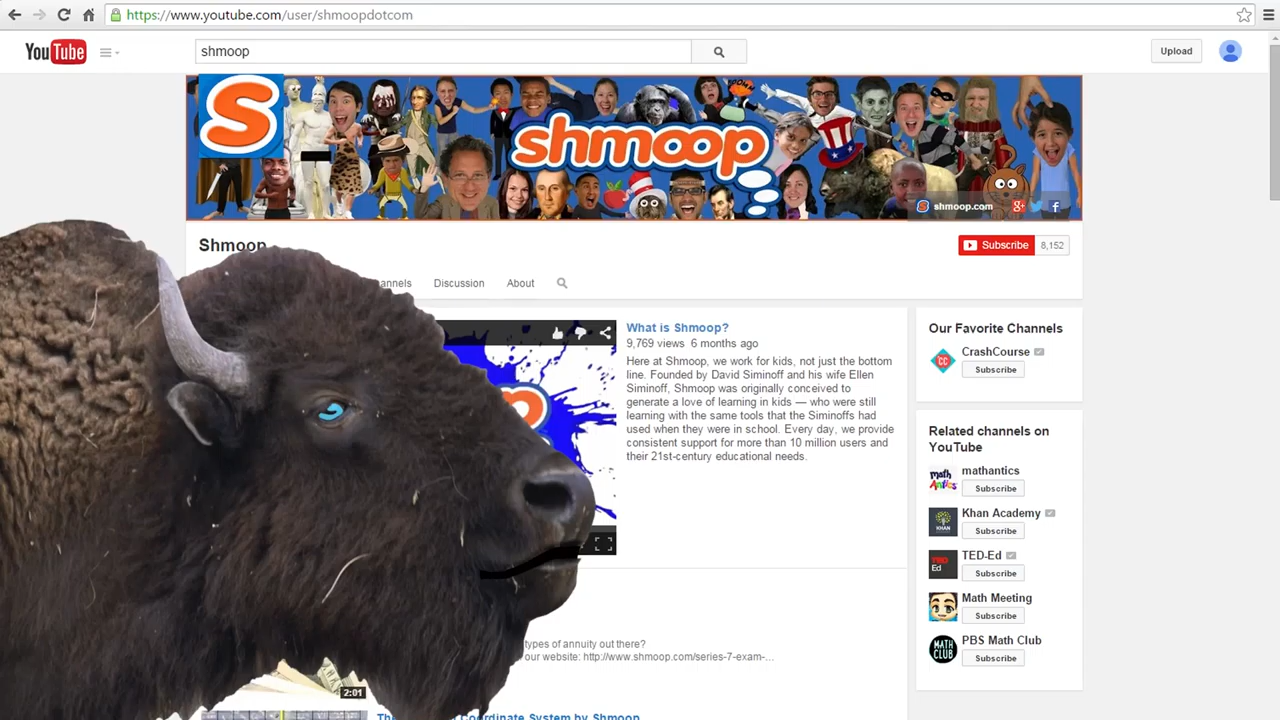 https://www.youtube.com/user/shmoopdotcom
YouTube
shmoop
Upload
S
shmoop
shmoop.com
Shmoop
Subscribe
8,152
Discussion
About
What is Shmoop?
9,769 views 6 months ago
Here at Shmoop, we work for kids, not just the bottom
line. Founded by David Siminoff and his wife Ellen
Siminoff, Shmoop was originally conceived to
generate a love of learning in kids — who were still
learning with the same tools that the Siminoffs had
used when they were in school. Every day, we provide
consistent support for more than 10 million users and
their 21st-century educational needs.
types of annuity out there?
our website: http://www.shmoop.com/series-7-exam-...
2:01
Coordinate System by Shmoop
Our Favorite Channels
CrashCourse
Subscribe
Related channels on
YouTube
math
Antics
mathantics
Subscribe
KHAN
Khan Academy
Subscribe
TED
Ed
TED-Ed
Subscribe
Math Meeting
Subscribe
MATH
CLUB
PBS Math Club
Subscribe